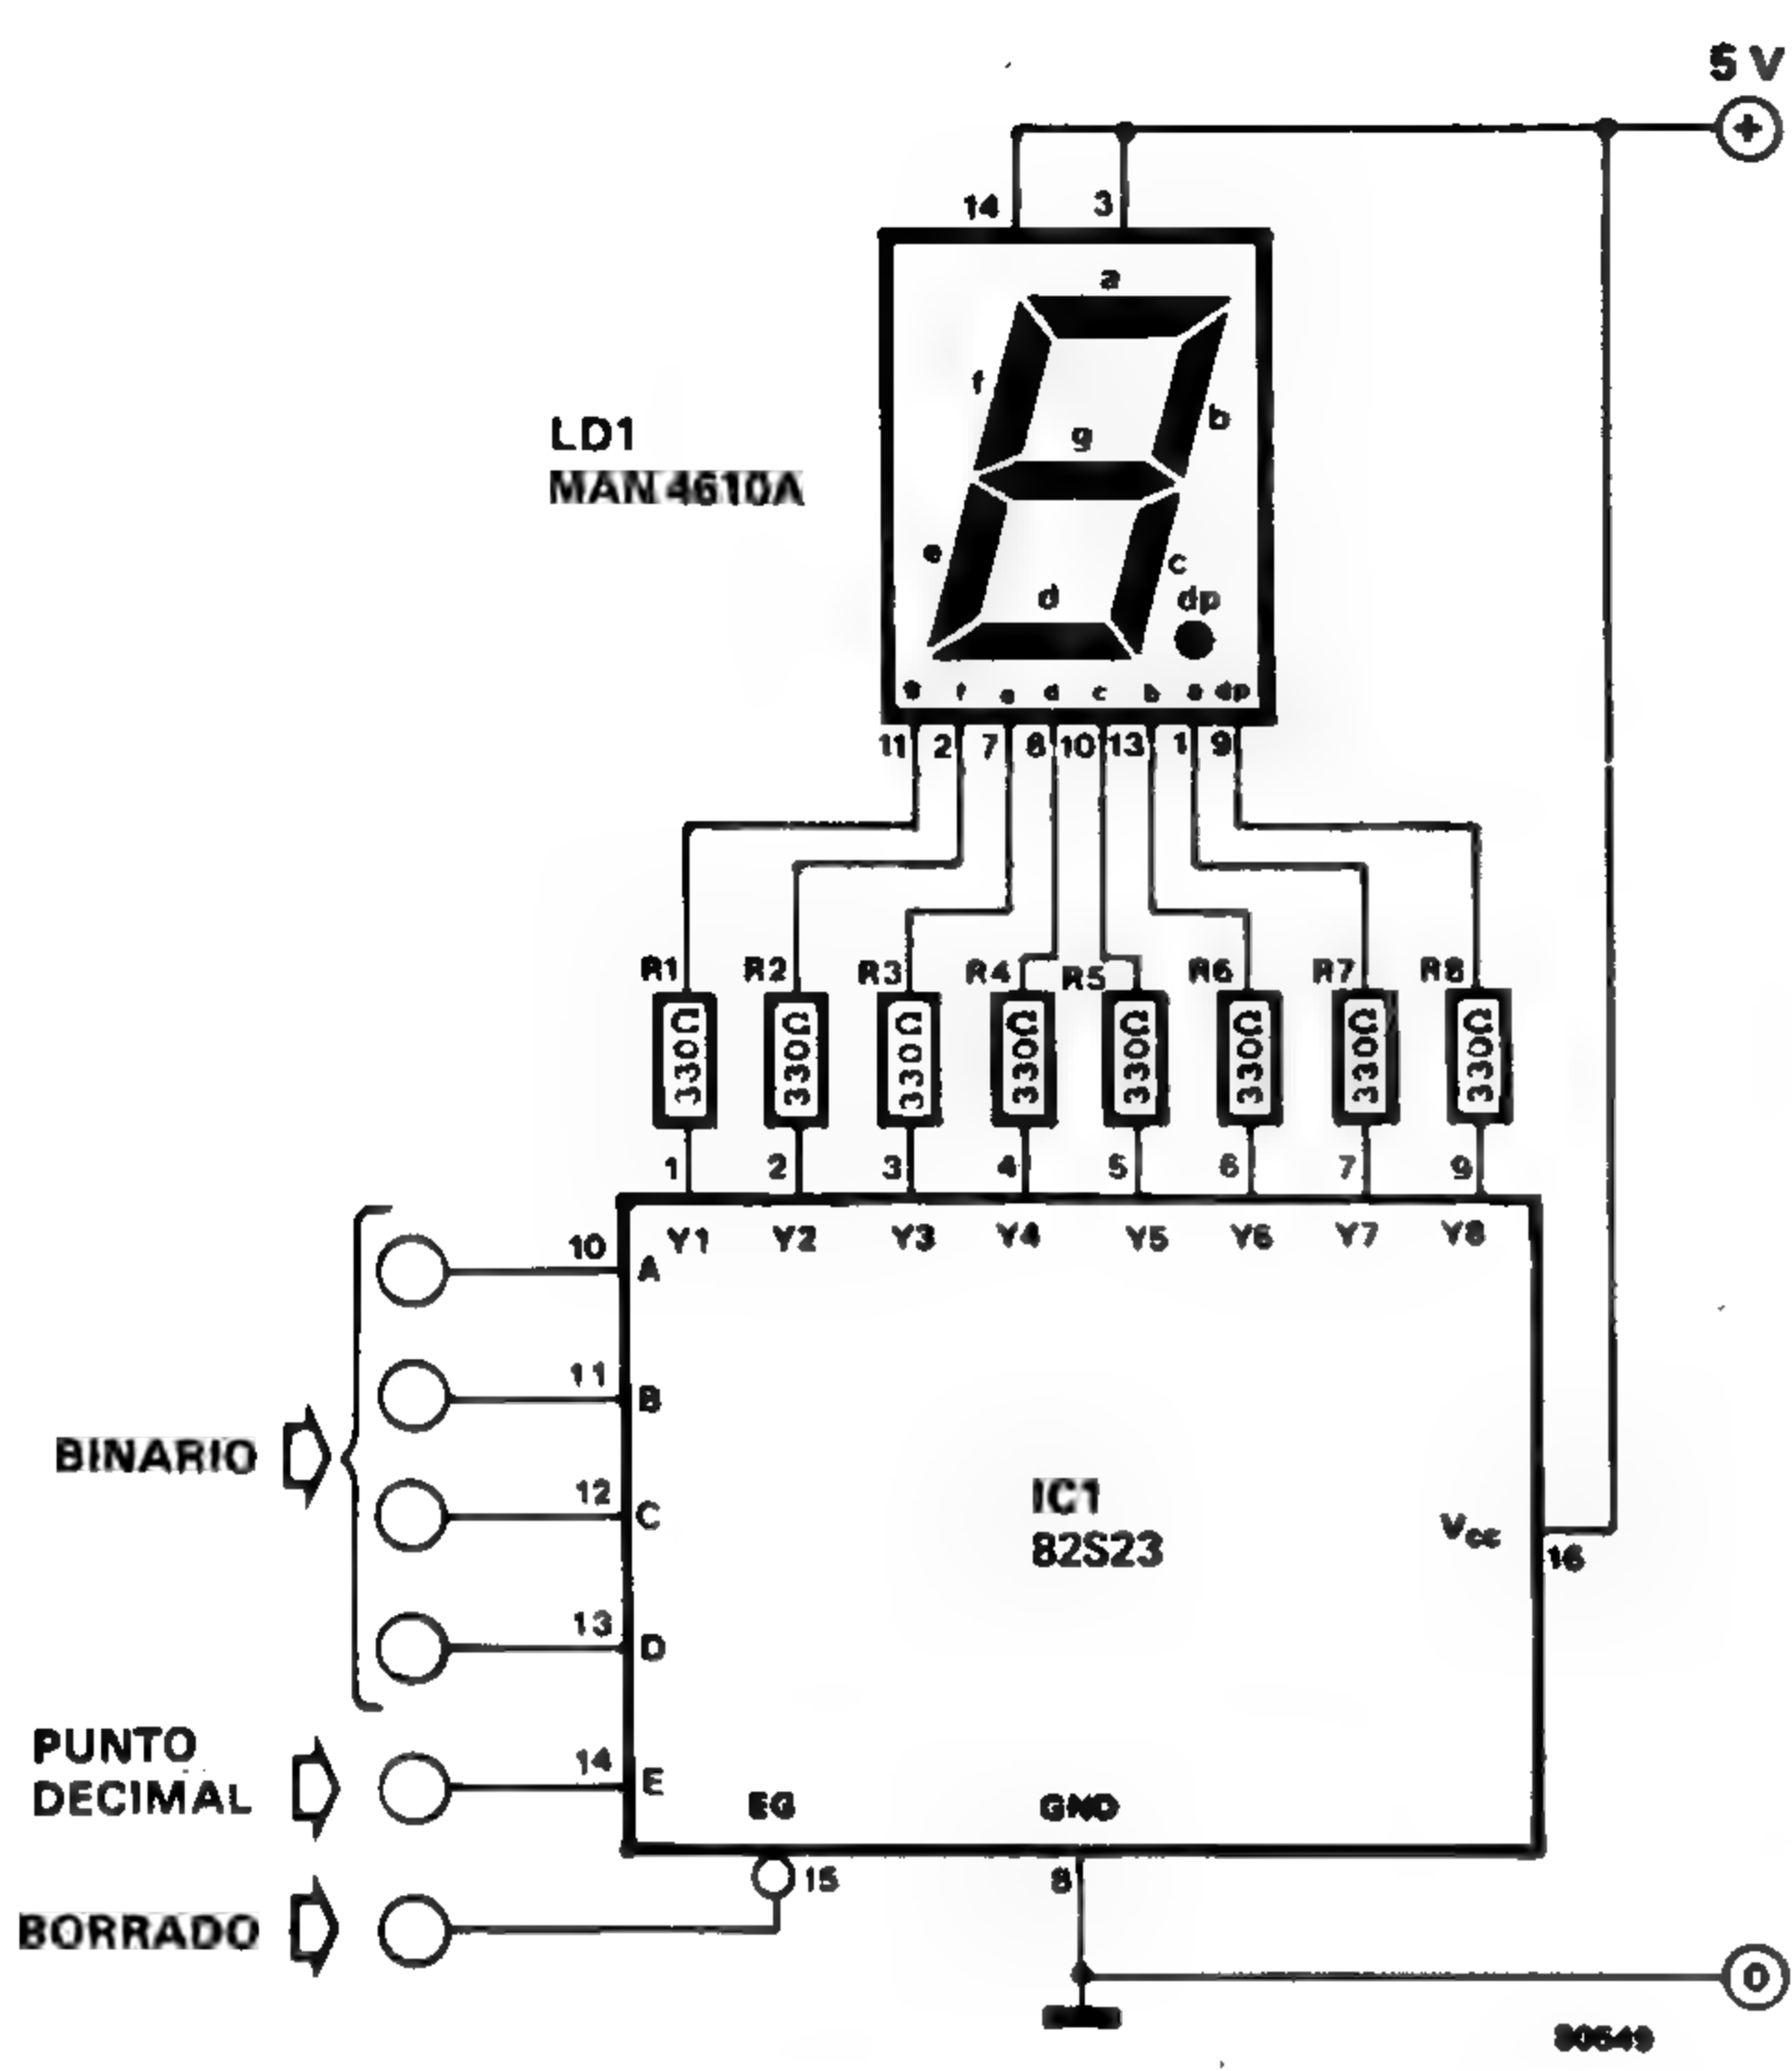 5 V
14 3
a
f
b
g
LD1
MAN 4610A
e
c
d
dp
g f e d c b a dp
11 2 7 8 10 13 1 9
R1 R2 R3 R4 R5 R6 R7 R8
330Ω 330Ω 330Ω 330Ω 330Ω 330Ω 330Ω 330Ω
1 2 3 4 5 6 7 9
Y1 Y2 Y3 Y4 Y5 Y6 Y7 Y8
10 A
11 B
BINARIO
12 C
IC1
82S23
Vcc
16
13 D
PUNTO
DECIMAL
14 E
EG
GND
15
8
BORRADO
0
80549